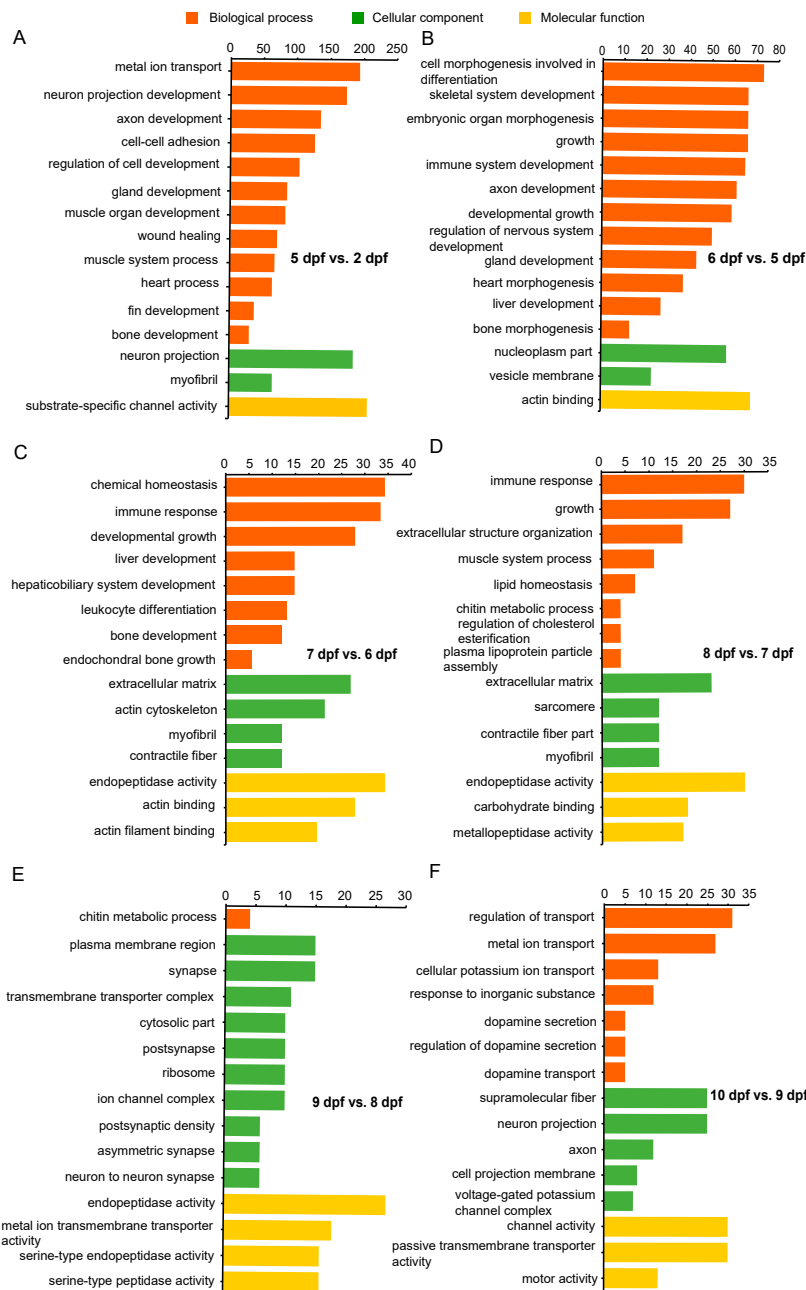 Biological process
Cellular component
Molecular function
A
0 50 100 150 200 250
metal ion transport
neuron projection development
axon development
cell-cell adhesion
regulation of cell development
gland development
muscle organ development
wound healing
muscle system process
heart process
fin development
bone development
neuron projection
myofibril
substrate-specific channel activity
5 dpf vs. 2 dpf
B
0 10 20 30 40 50 60 70 80
cell morphogenesis involved in
differentiation
skeletal system development
embryonic organ morphogenesis
growth
immune system development
axon development
developmental growth
regulation of nervous system
development
gland development
heart morphogenesis
liver development
bone morphogenesis
nucleoplasm part
vesicle membrane
actin binding
6 dpf vs. 5 dpf
C
0 5 10 15 20 25 30 35 40
chemical homeostasis
immune response
developmental growth
liver development
hepaticobiliary system development
leukocyte differentiation
bone development
endochondral bone growth
extracellular matrix
actin cytoskeleton
myofibril
contractile fiber
endopeptidase activity
actin binding
actin filament binding
7 dpf vs. 6 dpf
D
0 5 10 15 20 25 30 35
immune response
growth
extracellular structure organization
muscle system process
lipid homeostasis
chitin metabolic process
regulation of cholesterol
esterification
plasma lipoprotein particle
assembly
extracellular matrix
sarcomere
contractile fiber part
myofibril
endopeptidase activity
carbohydrate binding
metallopeptidase activity
8 dpf vs. 7 dpf
E
0 5 10 15 20 25 30
chitin metabolic process
plasma membrane region
synapse
transmembrane transporter complex
cytosolic part
postsynapse
ribosome
ion channel complex
postsynaptic density
asymmetric synapse
neuron to neuron synapse
endopeptidase activity
metal ion transmembrane transporter
activity
serine-type endopeptidase activity
serine-type peptidase activity
9 dpf vs. 8 dpf
F
0 5 10 15 20 25 30 35
regulation of transport
metal ion transport
cellular potassium ion transport
response to inorganic substance
dopamine secretion
regulation of dopamine secretion
dopamine transport
supramolecular fiber
neuron projection
axon
cell projection membrane
voltage-gated potassium
channel complex
channel activity
passive transmembrane transporter
activity
motor activity
10 dpf vs. 9 dpf